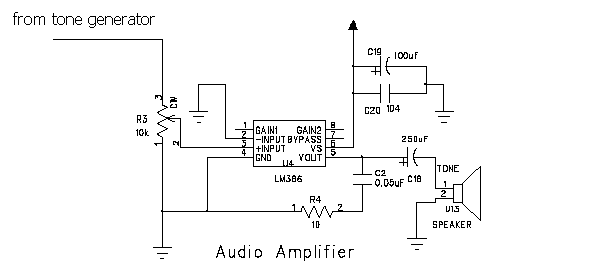 from tone generator
C19
100uF
3
CW
R3
10k
1
2
C20 104
1 GAIN1 GAIN2 8
2 -INPUT BYPASS 7
3 +INPUT VS 6
4 GND VOUT 5
U4
LM386
250uF
C18
C2
0.05uF
TONE
1
2
U13
SPEAKER
R4
1 2
10
Audio Amplifier